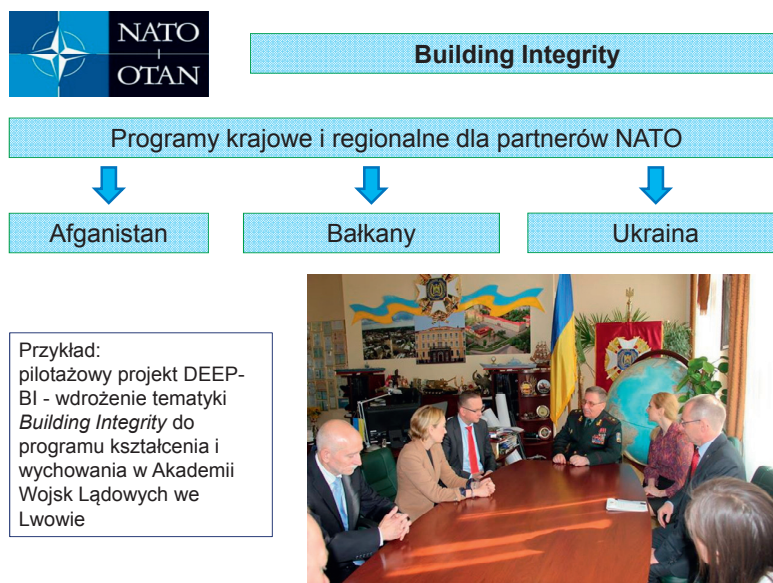 NATO
OTAN
Building Integrity
Programy krajowe i regionalne dla partnerów NATO
Afganistan
Bałkany
Ukraina
Przykład:
pilotażowy projekt DEEP-
BI - wdrożenie tematyki
Building Integrity do
programu kształcenia i
wychowania w Akademii
Wojsk Lądowych we
Lwowie